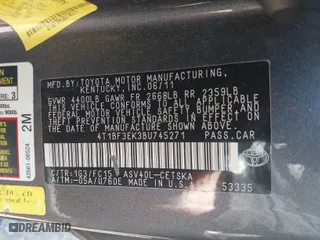 MFD. BY: TOYOTA MOTOR MANUFACTURING,
KENTUCKY, INC. 06/11
GVWR 4400LB GAWR FR 2668LB RR 2359LB
THIS VEHICLE CONFORMS TO ALL APPLICABLE
FEDERAL MOTOR VEHICLE SAFETY, BUMPER, AND
THEFT PREVENTION STANDARDS IN EFFECT ON
THE DATE OF MANUFACTURE SHOWN ABOVE.
4T1BF3EK3BU745271
PASS. CAR
C/TR: 1G3/FC15 ASV40L-CETSKA
A/TM: -05A/U760E
MADE IN U.S.A.
53335
2M